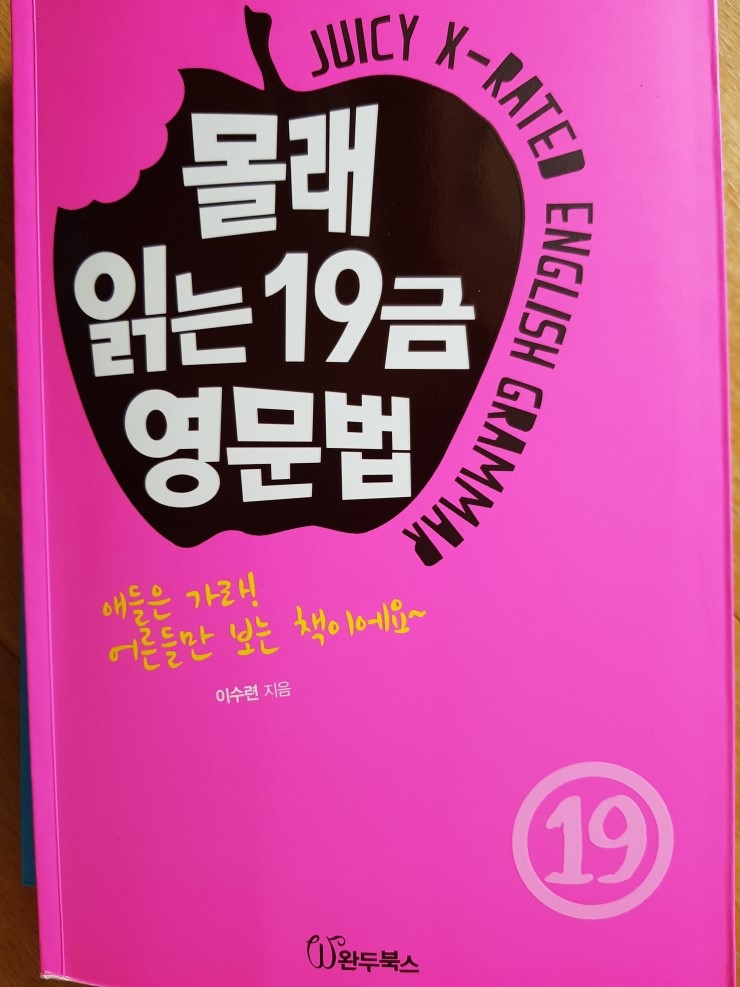 JUICY X-RATED ENGLISH GRAMMAR
몰래
읽는 19금
영문법
애들은 가라!
어른들만 보는 책이에요~
이수련 지음
19
완두북스